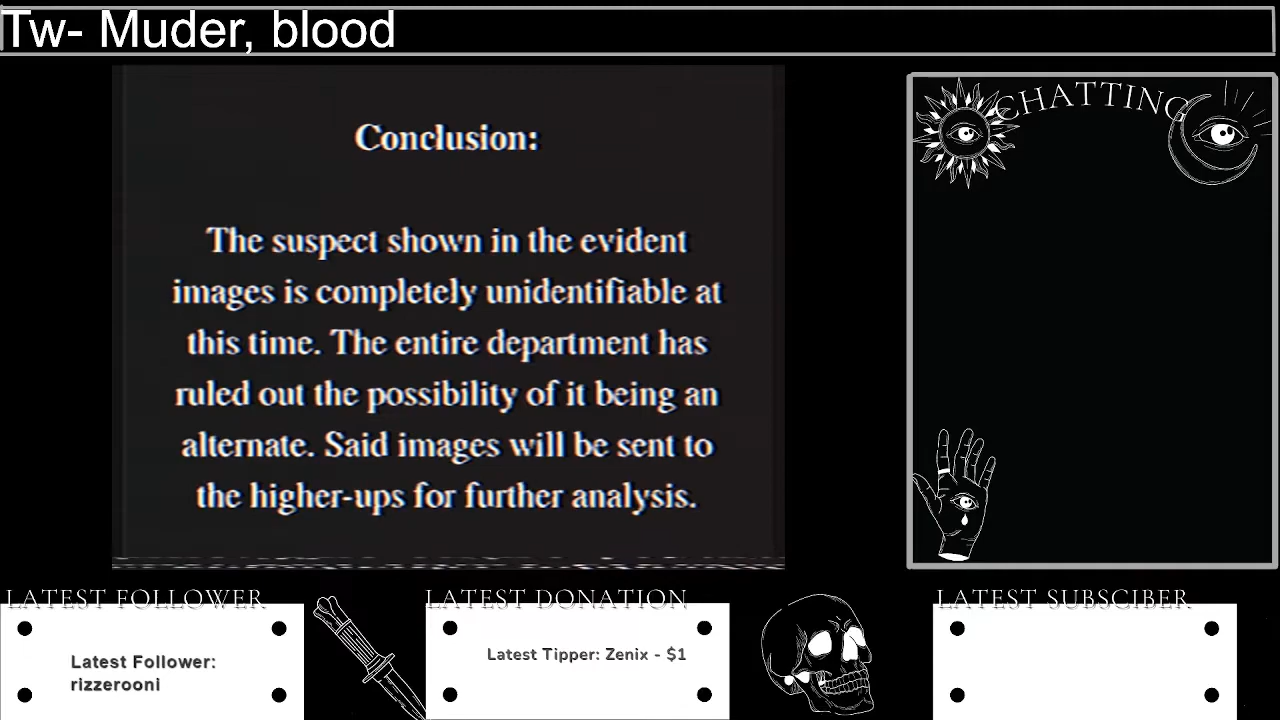 Tw- Muder, blood
CHATTING
Conclusion:
The suspect shown in the evident
images is completely unidentifiable at
this time. The entire department has
ruled out the possibility of it being an
alternate. Said images will be sent to
the higher-ups for further analysis.
LATEST FOLLOWER
Latest Follower:
rizzerooni
LATEST DONATION
Latest Tipper: Zenix - $1
LATEST SUBSCIBER